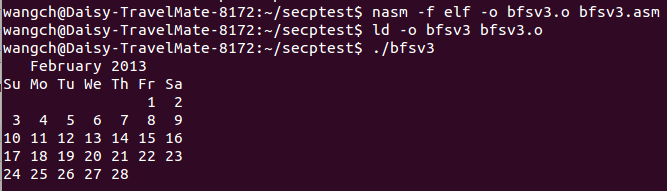 wangch@Daisy-TravelMate-8172:~/secptest$ nasm -f elf -o bfsv3.o bfsv3.asm
wangch@Daisy-TravelMate-8172:~/secptest$ ld -o bfsv3 bfsv3.o
wangch@Daisy-TravelMate-8172:~/secptest$ ./bfsv3
   February 2013
Su Mo Tu We Th Fr Sa
                1  2
 3  4  5  6  7  8  9
10 11 12 13 14 15 16
17 18 19 20 21 22 23
24 25 26 27 28